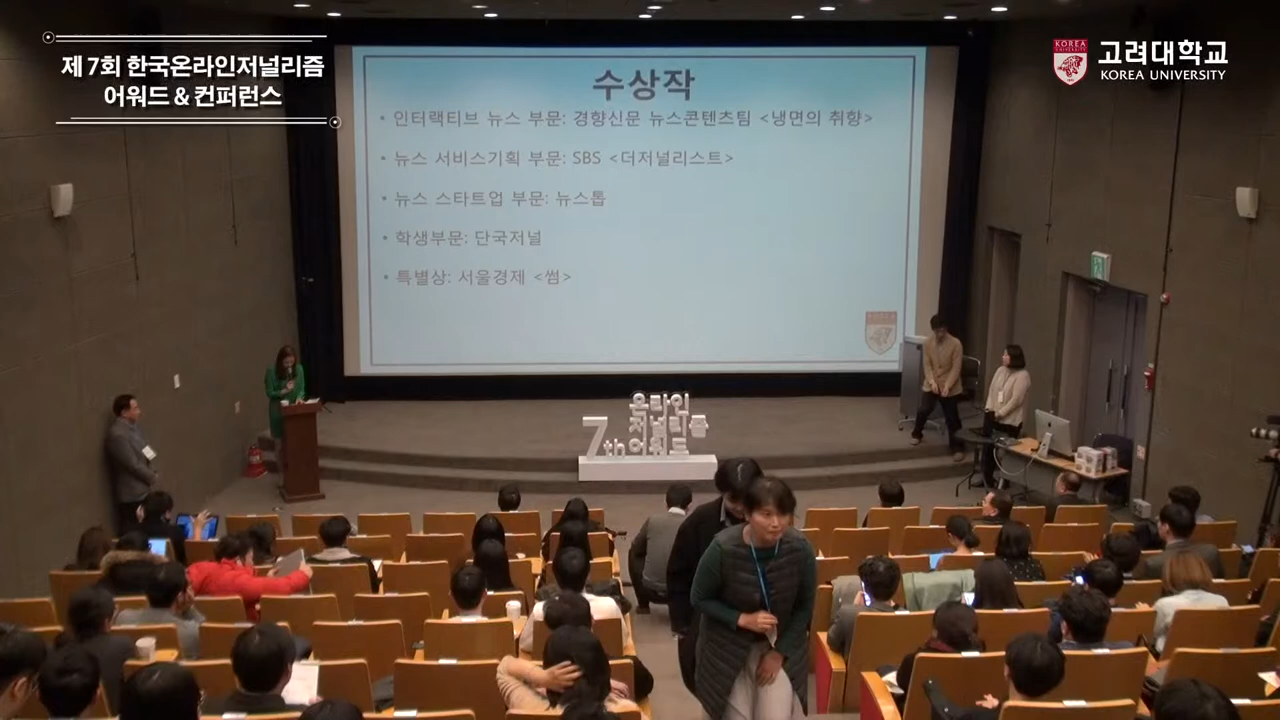 제 7회 한국온라인저널리즘
어워드 & 컨퍼런스
KOREA
고려대학교
KOREA UNIVERSITY
수상작
• 인터랙티브 뉴스 부문: 경향신문 뉴스콘텐츠팀 <냉면의 취향>
• 뉴스 서비스기획 부문: SBS <더저널리스트>
• 뉴스 스타트업 부문: 뉴스톱
• 학생부문: 단국저널
• 특별상: 서울경제 <썸>
7th
온라인
저널리즘
어워드